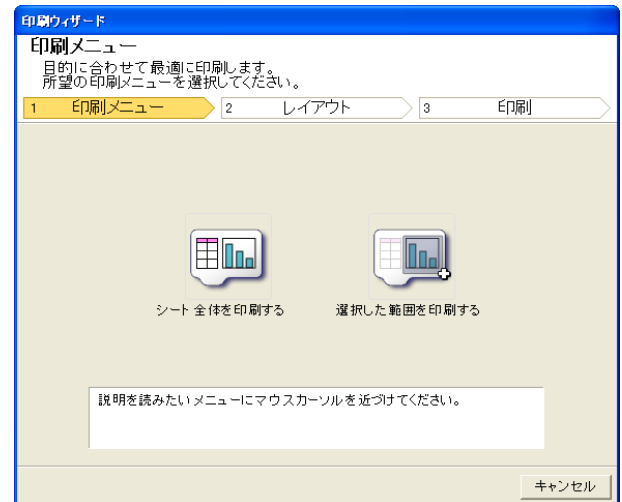 印刷ウィザード
印刷メニュー
目的に合わせて最適に印刷します。
所望の印刷メニューを選択してください。
1 印刷メニュー 2 レイアウト 3 印刷
シート全体を印刷する 選択した範囲を印刷する
説明を読みたいメニューにマウスカーソルを近づけてください。
キャンセル